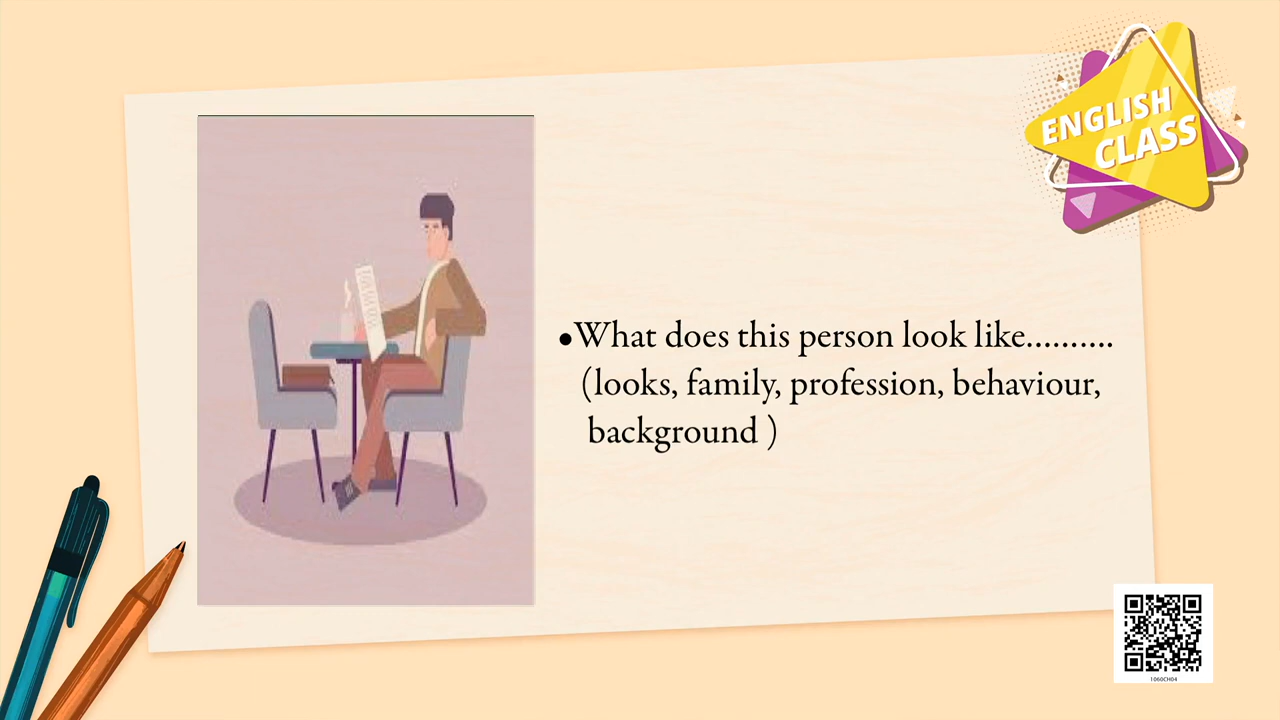 ENGLISH
CLASS
•What does this person look like..........
(looks, family, profession, behaviour,
background )
1060CH04